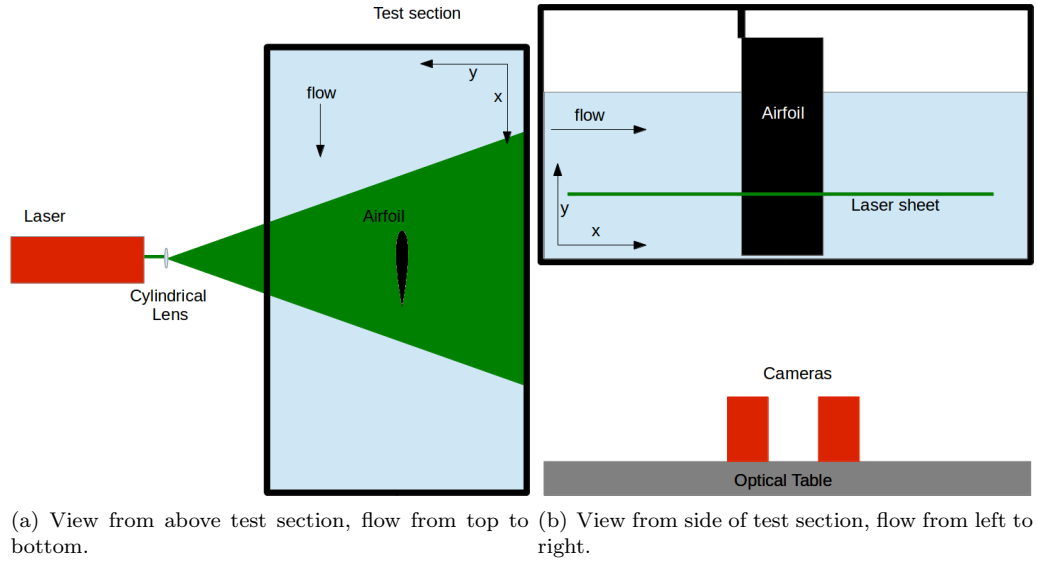 Test section
y
x
flow
Laser
Airfoil
Cylindrical
Lens
(a) View from above test section, flow from top to
bottom.
Airfoil
flow
y
x
Laser sheet
Cameras
Optical Table
(b) View from side of test section, flow from left to
right.